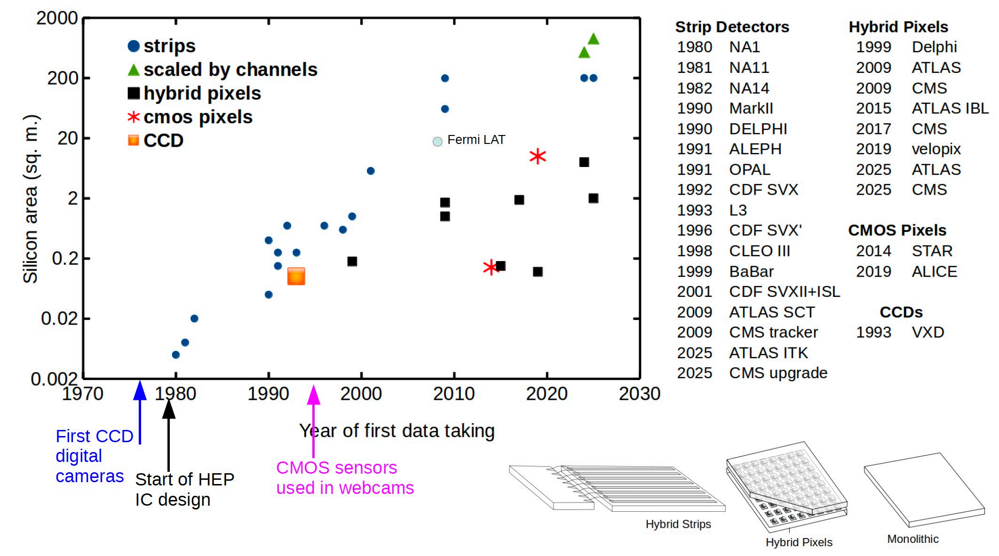 2000
200
20
2
0.2
0.02
0.002
Silicon area (sq. m.)
strips
scaled by channels
hybrid pixels
cmos pixels
CCD
Fermi LAT
1970 1980 1990 2000 2010 2020 2030
Year of first data taking
First CCD
digital
cameras
Start of HEP
IC design
CMOS sensors
used in webcams
Strip Detectors
1980 NA1
1981 NA11
1982 NA14
1990 MarkII
1990 DELPHI
1991 ALEPH
1991 OPAL
1992 CDF SVX
1993 L3
1996 CDF SVX'
1998 CLEO III
1999 BaBar
2001 CDF SVXII+ISL
2009 ATLAS SCT
2009 CMS tracker
2025 ATLAS ITK
2025 CMS upgrade
Hybrid Pixels
1999 Delphi
2009 ATLAS
2009 CMS
2015 ATLAS IBL
2017 CMS
2019 velopix
2025 ATLAS
2025 CMS
CMOS Pixels
2014 STAR
2019 ALICE
CCDs
1993 VXD
Hybrid Strips
Hybrid Pixels
Monolithic